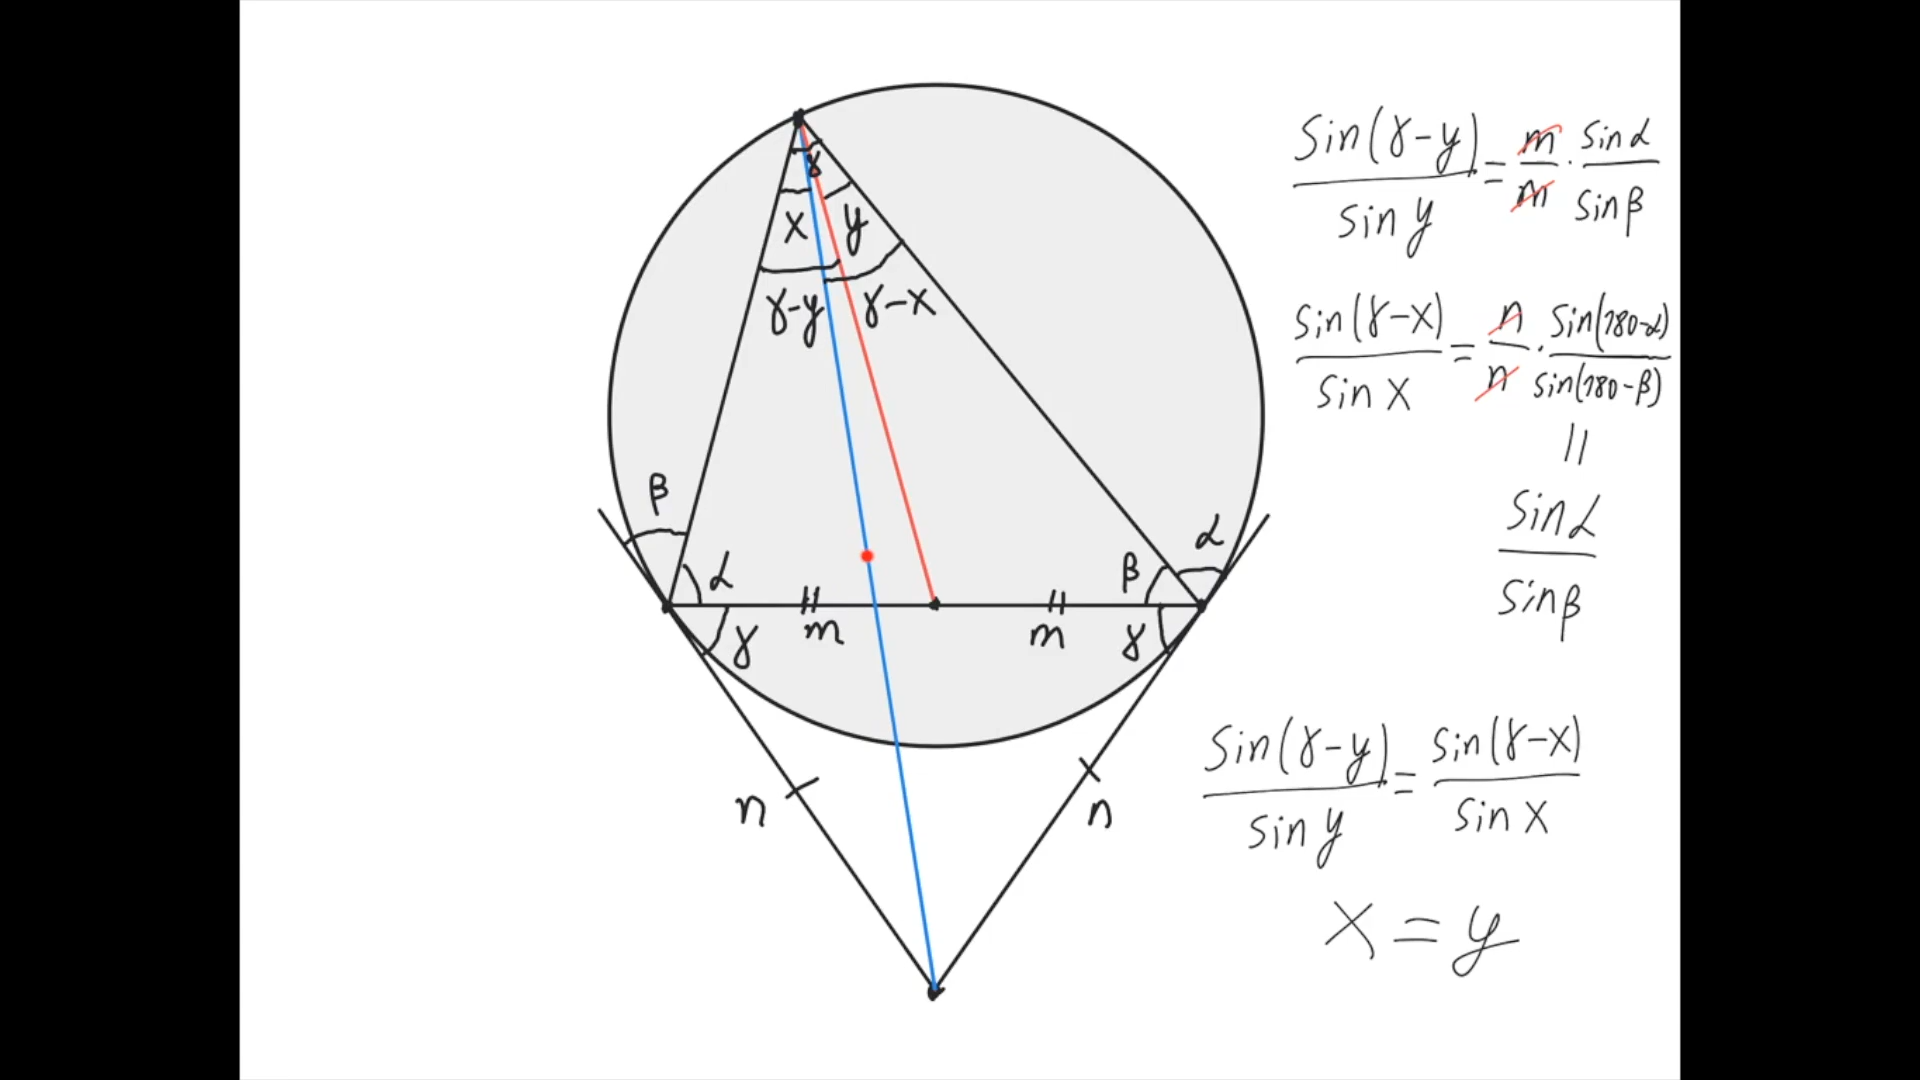 γ
x y
γ-y γ-x
β
α
α β
γ m m γ
n n
sin(γ-y)/sin y = m/m · sin α/sin β
sin(γ-x)/sin x = n/n · sin(180-α)/sin(180-β)
||
sin α/sin β
sin(γ-y)/sin y = sin(γ-x)/sin x
x = y